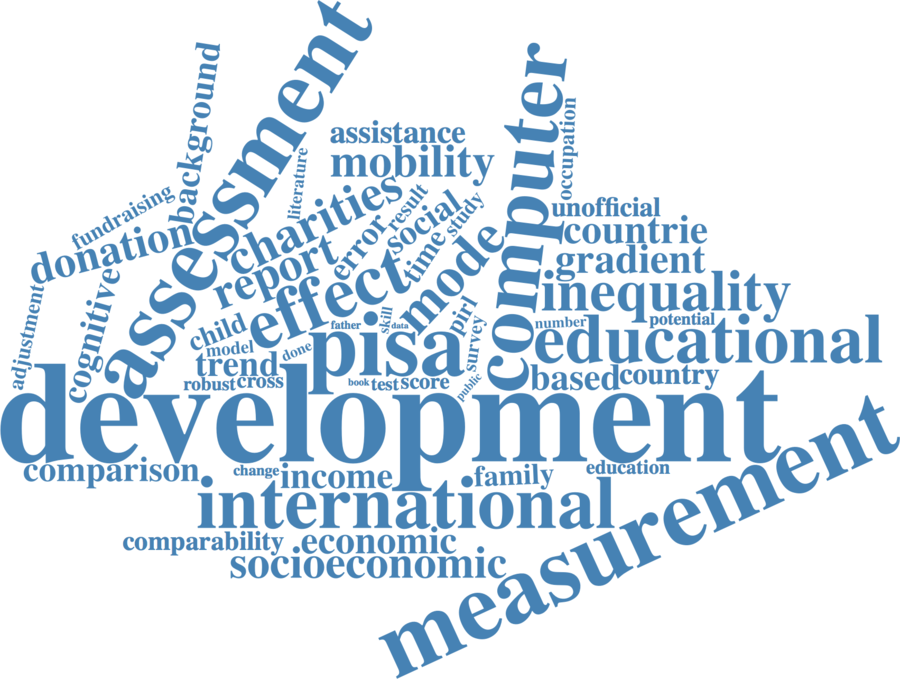 assessment
background
computer
occupation
assistance
mobility
literature
fundraising
donation
charities
result
social
study
error
time
report
unofficial
countrie
gradient
inequality
effect
mode
cognitive
adjustment
child
model
trend
done
father
skill
data
pisa
pirl
survey
number
potential
educational
robust
cross
book
test
score
public
based
country
development
measurement
comparison
change
income
family
education
international
comparability
economic
socioeconomic